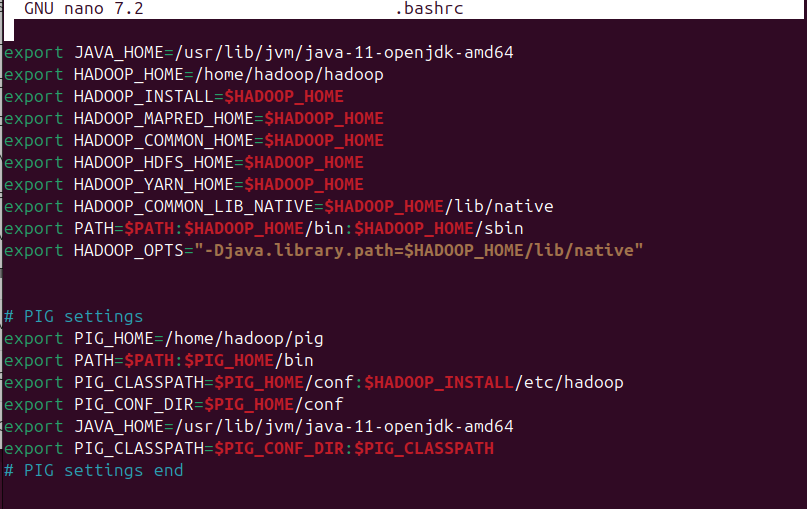 GNU nano 7.2 .bashrc
export JAVA_HOME=/usr/lib/jvm/java-11-openjdk-amd64
export HADOOP_HOME=/home/hadoop/hadoop
export HADOOP_INSTALL=$HADOOP_HOME
export HADOOP_MAPRED_HOME=$HADOOP_HOME
export HADOOP_COMMON_HOME=$HADOOP_HOME
export HADOOP_HDFS_HOME=$HADOOP_HOME
export HADOOP_YARN_HOME=$HADOOP_HOME
export HADOOP_COMMON_LIB_NATIVE=$HADOOP_HOME/lib/native
export PATH=$PATH:$HADOOP_HOME/bin:$HADOOP_HOME/sbin
export HADOOP_OPTS="-Djava.library.path=$HADOOP_HOME/lib/native"
# PIG settings
export PIG_HOME=/home/hadoop/pig
export PATH=$PATH:$PIG_HOME/bin
export PIG_CLASSPATH=$PIG_HOME/conf:$HADOOP_INSTALL/etc/hadoop
export PIG_CONF_DIR=$PIG_HOME/conf
export JAVA_HOME=/usr/lib/jvm/java-11-openjdk-amd64
export PIG_CLASSPATH=$PIG_CONF_DIR:$PIG_CLASSPATH
# PIG settings end